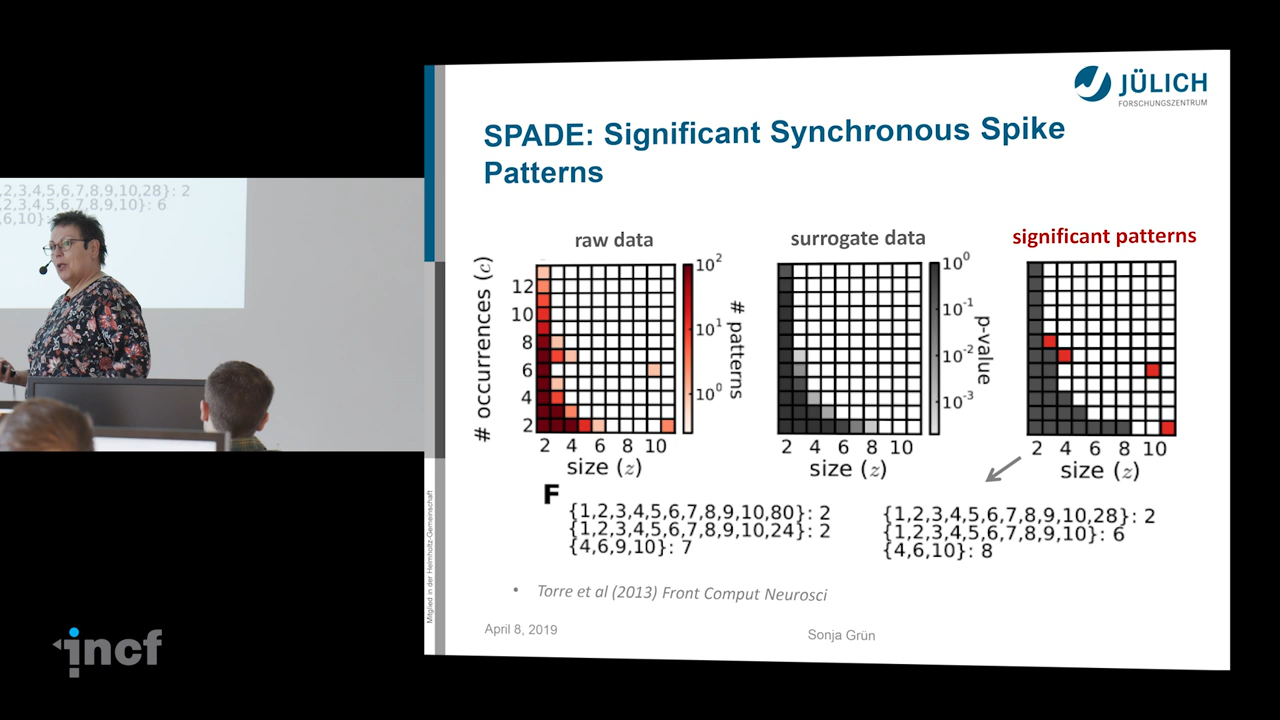 JÜLICH
FORSCHUNGSZENTRUM
SPADE: Significant Synchronous Spike
Patterns
raw data
surrogate data
significant patterns
# occurrences (c)
12
10
8
6
4
2
2 4 6 8 10
size (z)
10²
10¹
10⁰
# patterns
2 4 6 8 10
size (z)
10⁰
10⁻¹
10⁻²
10⁻³
p-value
2 4 6 8 10
size (z)
F
{1,2,3,4,5,6,7,8,9,10,80}: 2
{1,2,3,4,5,6,7,8,9,10,24}: 2
{4,6,9,10}: 7
{1,2,3,4,5,6,7,8,9,10,28}: 2
{1,2,3,4,5,6,7,8,9,10}: 6
{4,6,10}: 8
• Torre et al (2013) Front Comput Neurosci
April 8, 2019
Sonja Grün
Mitglied in der Helmholtz-Gemeinschaft
,2,3,4,5,6,7,8,9,10,28}: 2
,2,3,4,5,6,7,8,9,10}: 6
,6,10}:
incf